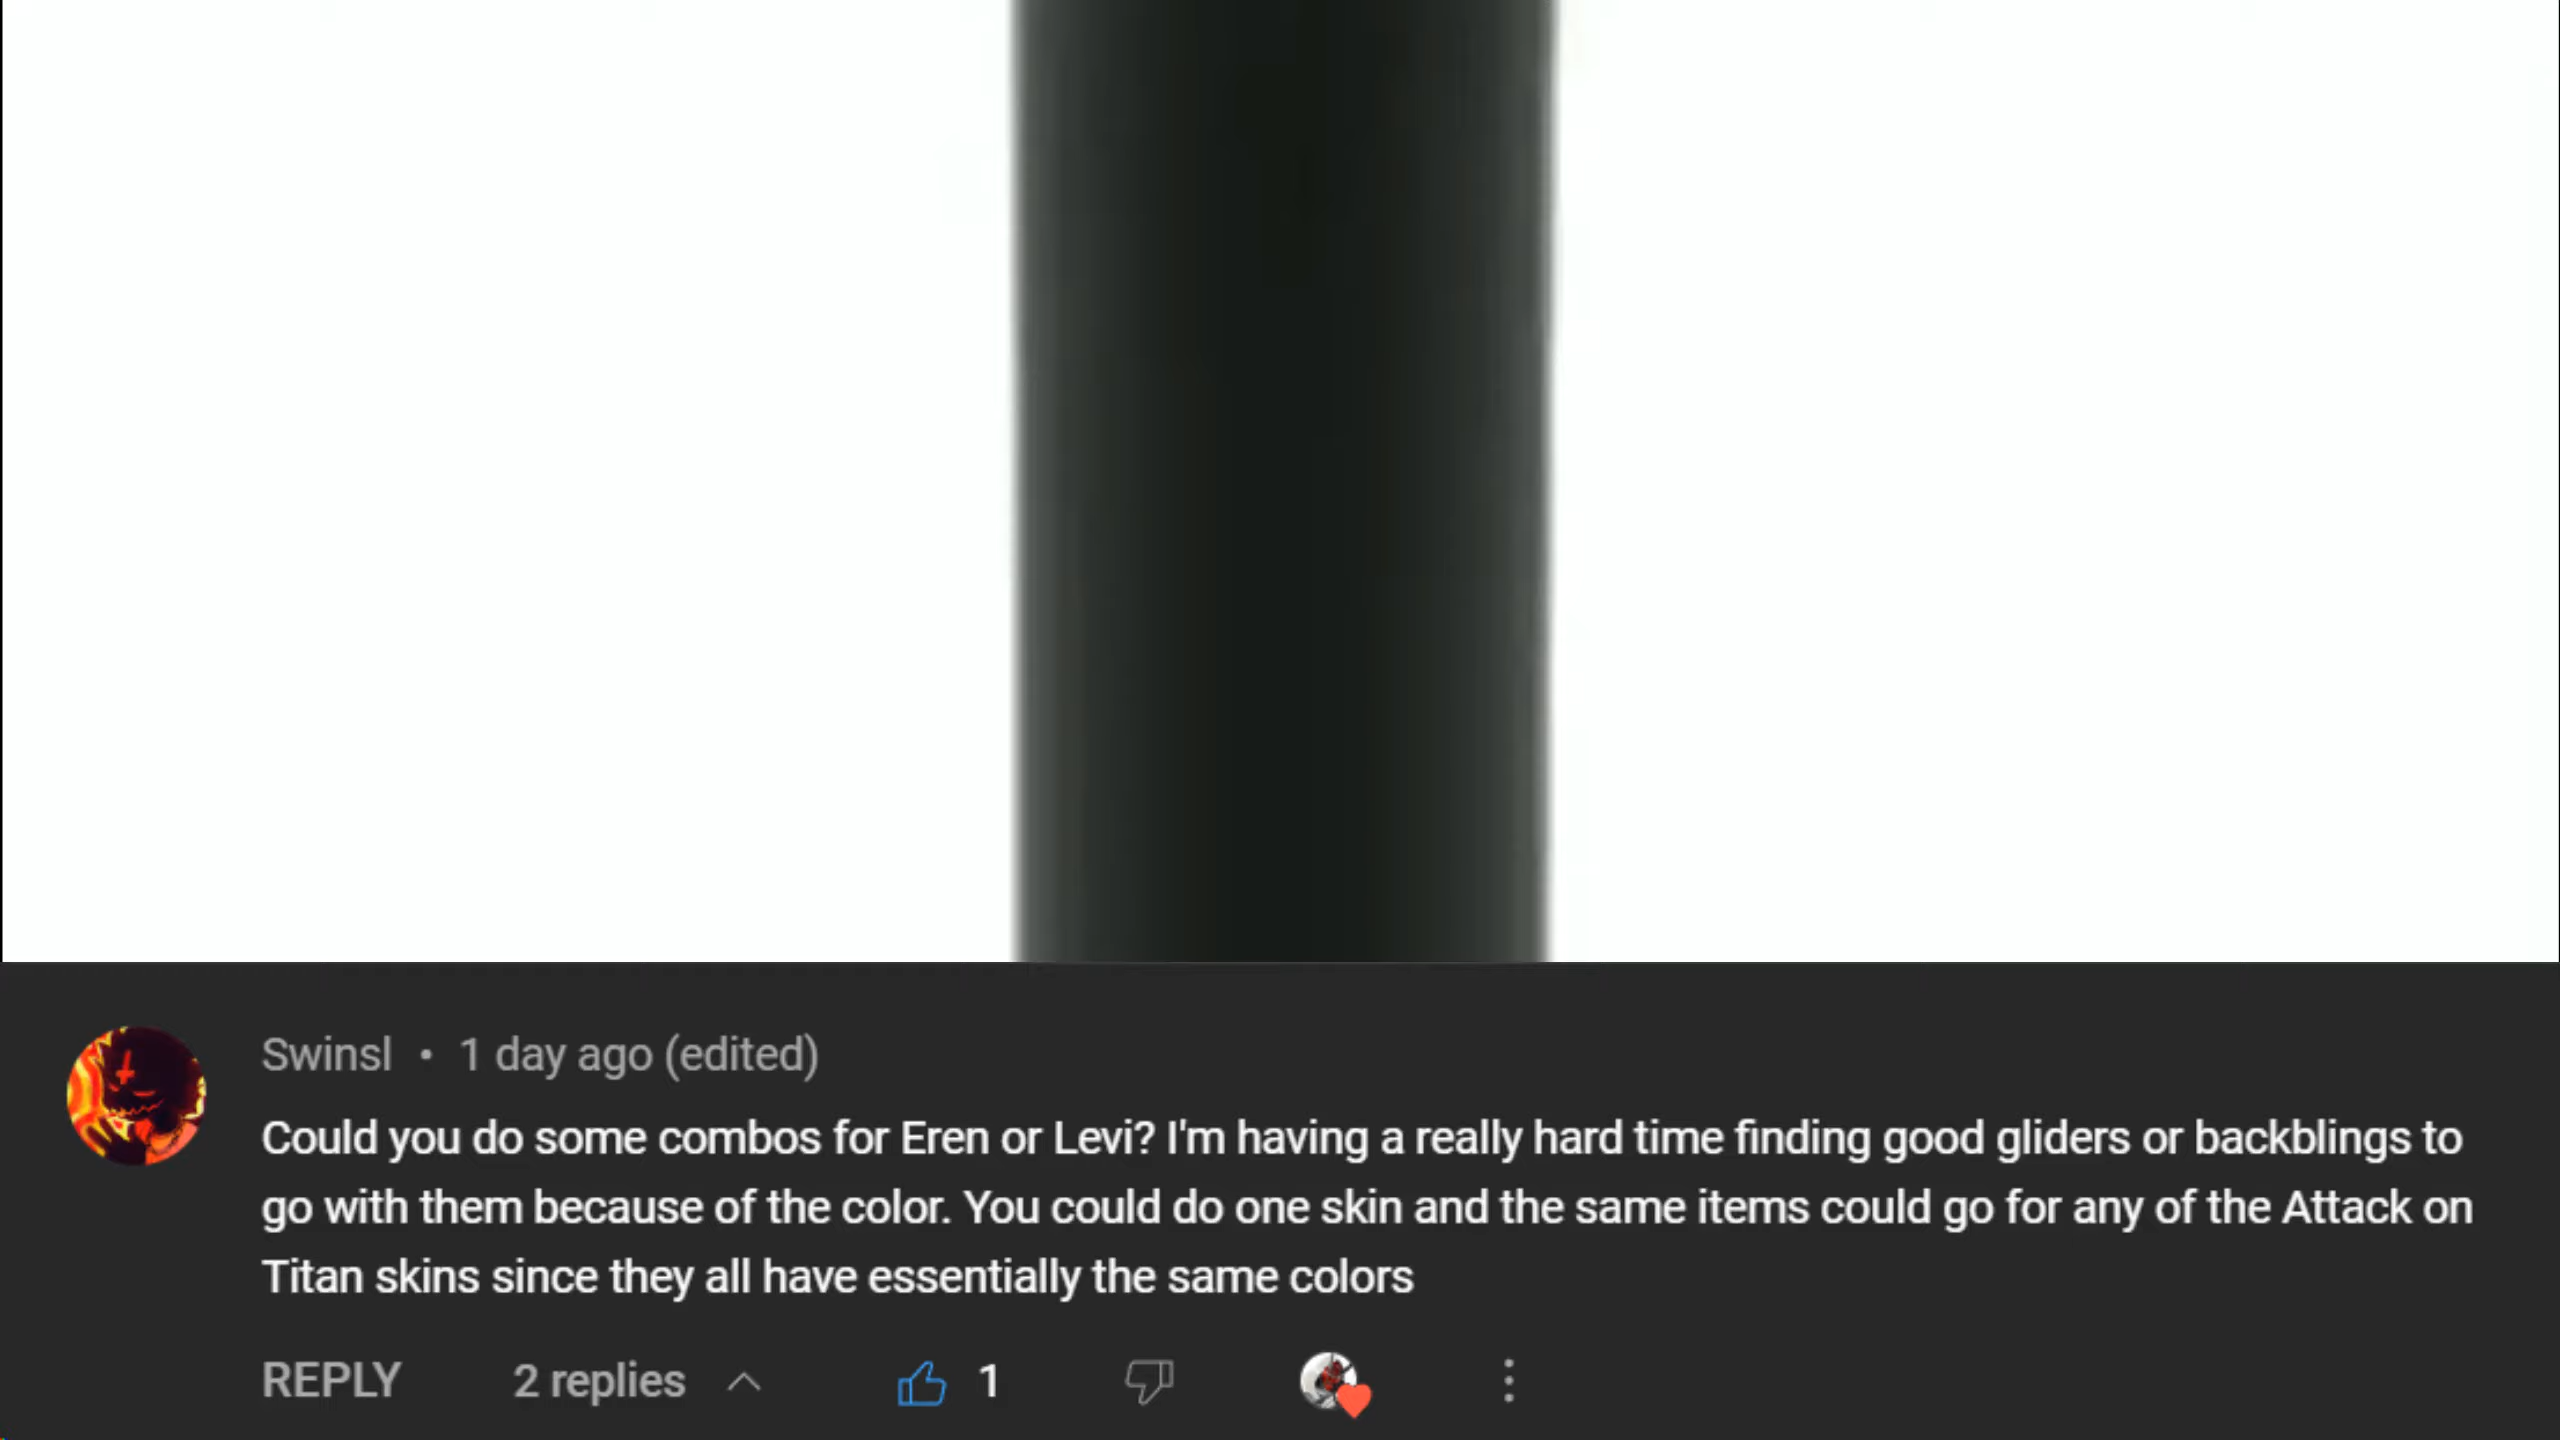 Swinsl • 1 day ago (edited)
Could you do some combos for Eren or Levi? I'm having a really hard time finding good gliders or backblings to
go with them because of the color. You could do one skin and the same items could go for any of the Attack on
Titan skins since they all have essentially the same colors
REPLY 2 replies 1